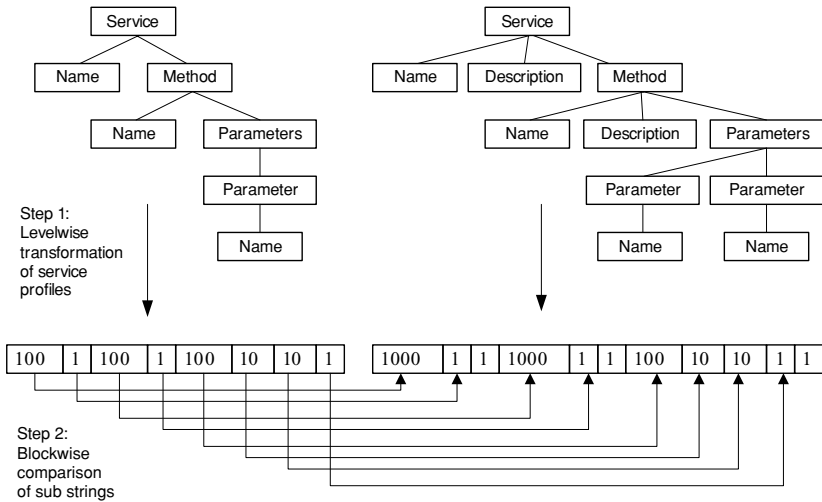 Service
Service
Name
Method
Name
Description
Method
Name
Parameters
Name
Description
Parameters
Parameter
Parameter
Parameter
Step 1:
Levelwise
transformation
of service
profiles
Name
Name
Name
100 1 100 1 100 10 10 1
1000 1 1 1000 1 1 100 10 10 1 1
Step 2:
Blockwise
comparison
of sub strings